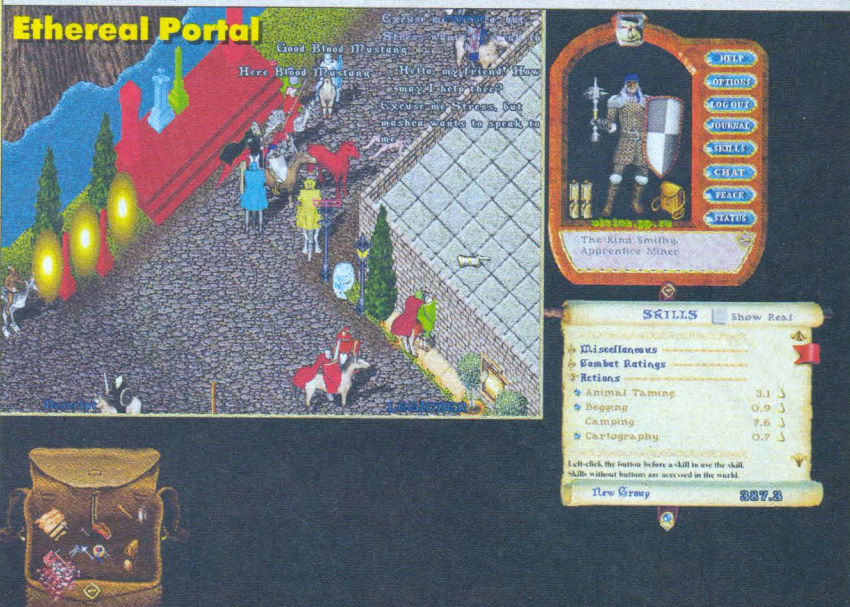 Ethereal Portal
Good Blood Mustang
Here Blood Mustang
Hello, my friend! How
may I help thee?
Excuse me Stress, but
mashen wants to speak to
me
HELP
OPTIONS
LOG OUT
JOURNAL
SKILLS
CHAT
PEACE
STATUS
The Kind Smithy,
Apprentice Miner
SKILLS
Show Real
Miscellaneous
Combat Ratings
Actions
Animal Taming 3.1
Begging 0.9
Camping 7.6
Cartography 0.7
Left-click the button before a skill to use the skill.
Skills without buttons are accessed in the world.
New Group 387.3